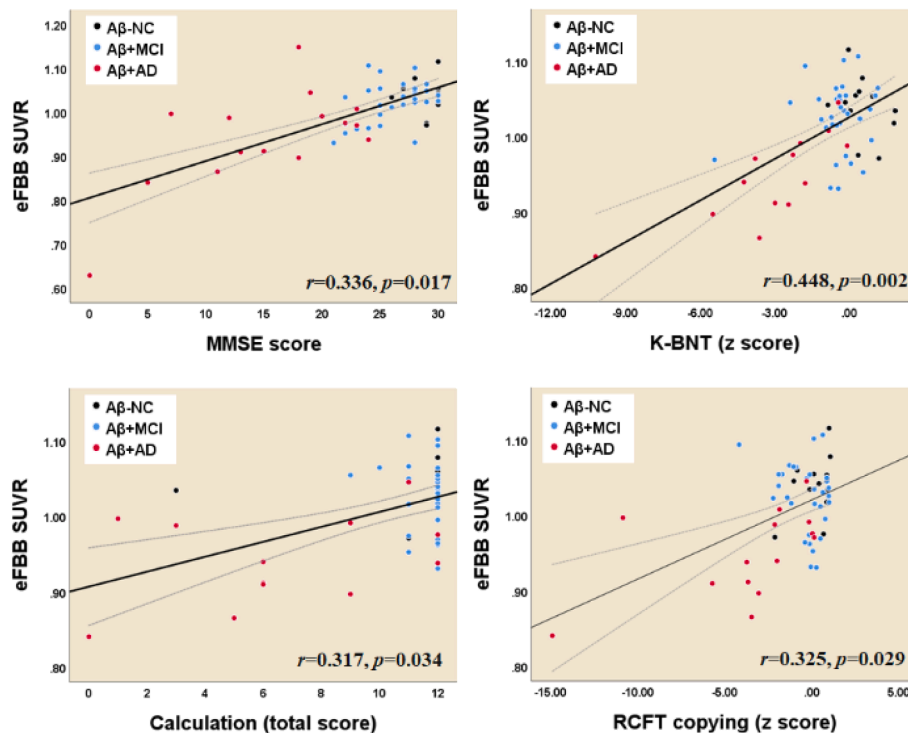 1.20
1.10
1.00
.90
.80
.70
.60
eFBB SUVR
Aβ-NC
Aβ+MCI
Aβ+AD
r=0.336, p=0.017
0 5 10 15 20 25 30
MMSE score
1.10
1.00
.90
.80
eFBB SUVR
Aβ-NC
Aβ+MCI
Aβ+AD
r=0.448, p=0.002
-12.00 -9.00 -6.00 -3.00 .00
K-BNT (z score)
1.10
1.00
.90
.80
eFBB SUVR
Aβ-NC
Aβ+MCI
Aβ+AD
r=0.317, p=0.034
0 2 4 6 8 10 12
Calculation (total score)
1.10
1.00
.90
.80
eFBB SUVR
Aβ-NC
Aβ+MCI
Aβ+AD
r=0.325, p=0.029
-15.00 -10.00 -5.00 .00 5.00
RCFT copying (z score)